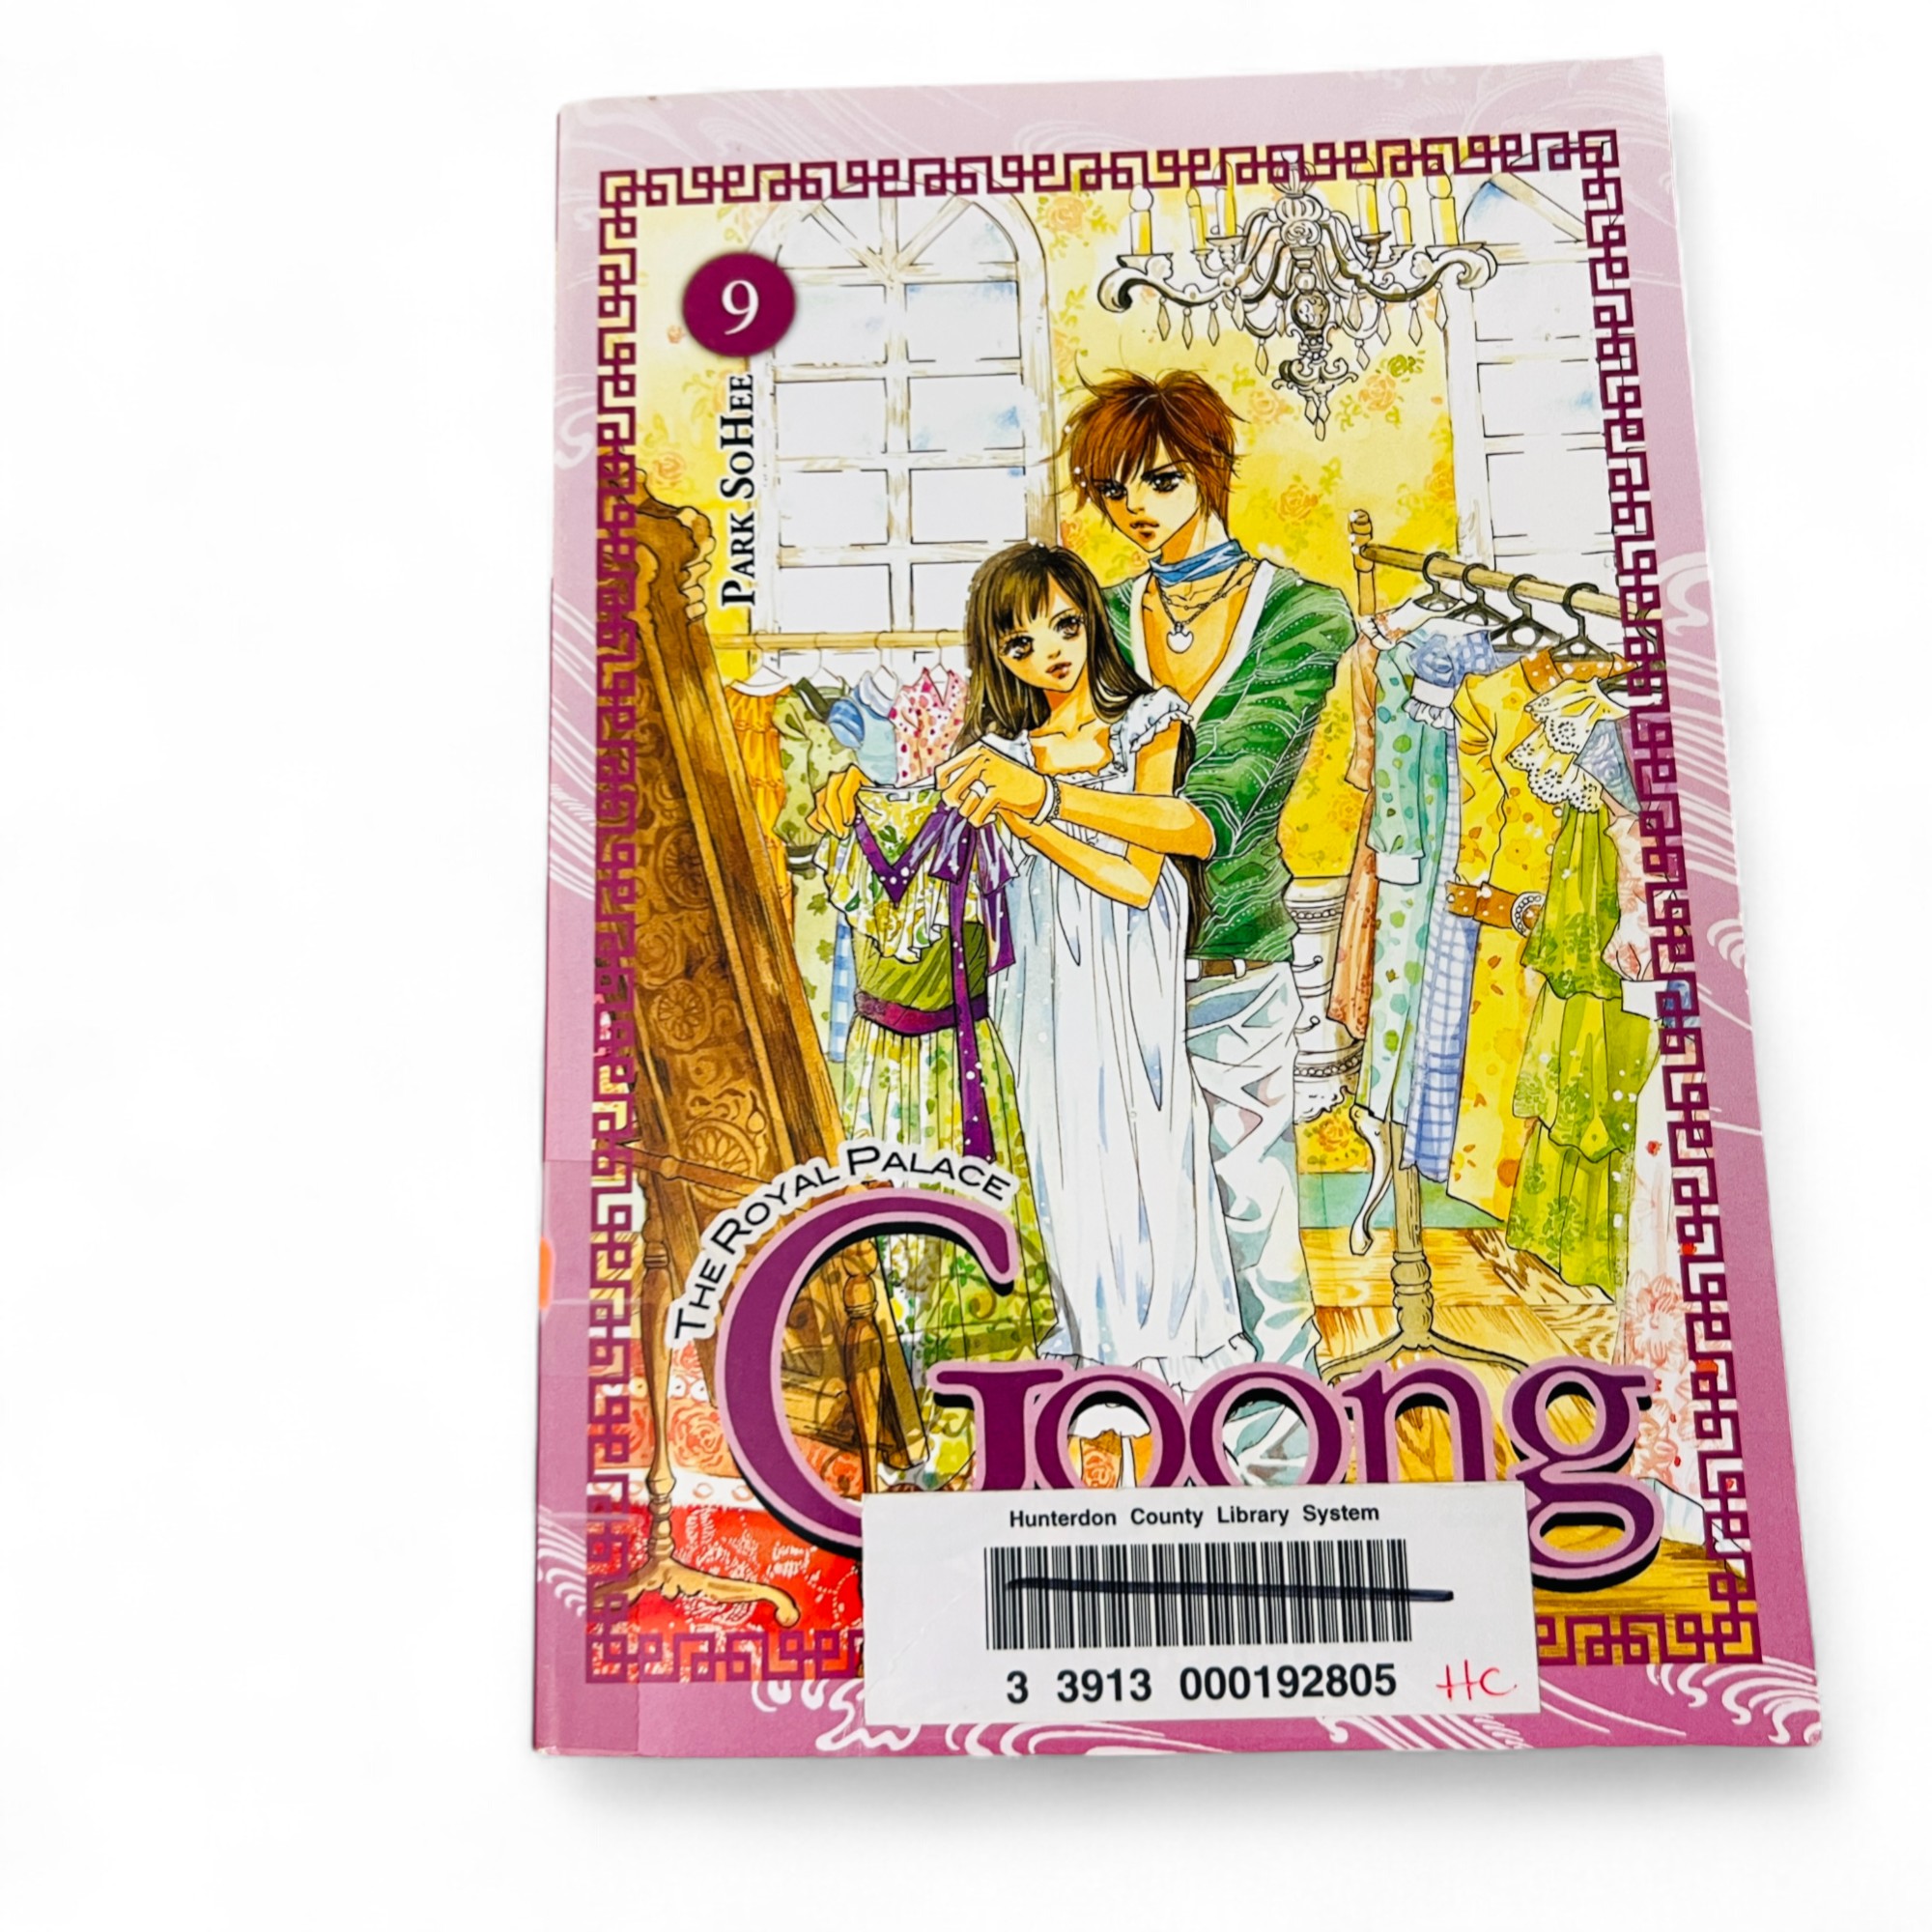 9
PARK SOHEE
THE ROYAL PALACE
Goong
Hunterdon County Library System
3 3913 000192805 HC